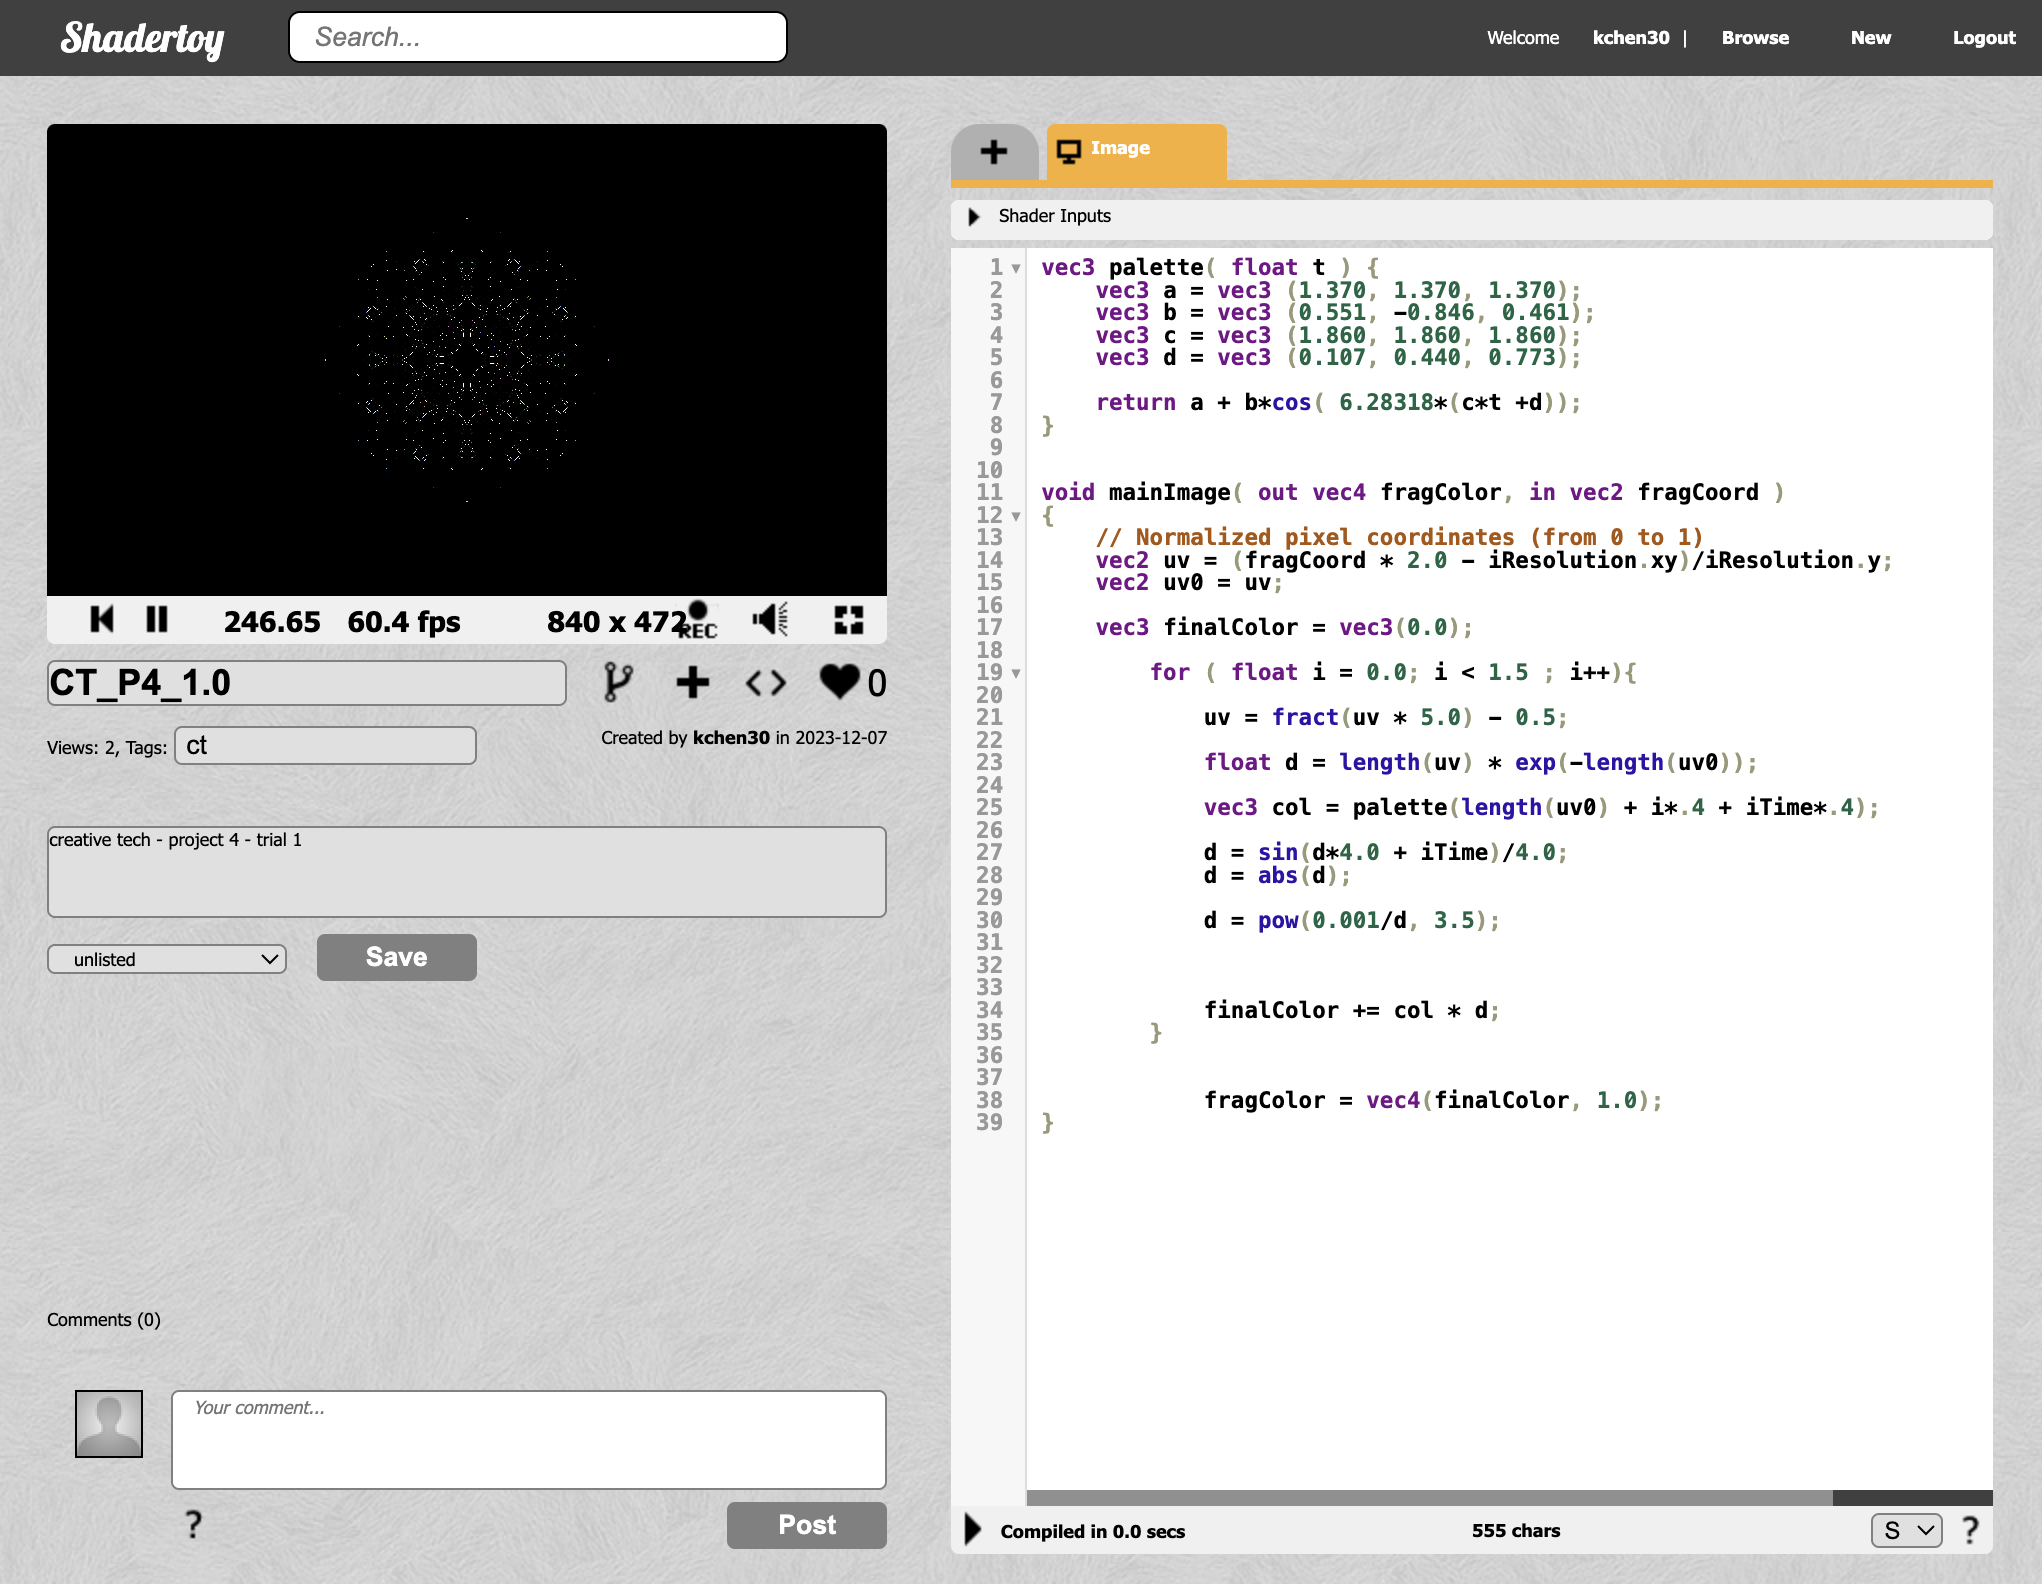 Shadertoy
Search...
Welcome kchen30 | Browse New Logout
246.65 60.4 fps 840 x 472 REC
CT_P4_1.0
0
Views: 2, Tags: ct
Created by kchen30 in 2023-12-07
creative tech - project 4 - trial 1
unlisted
Save
Comments (0)
Your comment...
?
Post
Image
Shader Inputs
1 vec3 palette( float t ) {
2 vec3 a = vec3 (1.370, 1.370, 1.370);
3 vec3 b = vec3 (0.551, -0.846, 0.461);
4 vec3 c = vec3 (1.860, 1.860, 1.860);
5 vec3 d = vec3 (0.107, 0.440, 0.773);
6
7 return a + b*cos( 6.28318*(c*t +d));
8 }
9
10
11 void mainImage( out vec4 fragColor, in vec2 fragCoord )
12 {
13 // Normalized pixel coordinates (from 0 to 1)
14 vec2 uv = (fragCoord * 2.0 - iResolution.xy)/iResolution.y;
15 vec2 uv0 = uv;
16
17 vec3 finalColor = vec3(0.0);
18
19 for ( float i = 0.0; i < 1.5 ; i++){
20
21 uv = fract(uv * 5.0) - 0.5;
22
23 float d = length(uv) * exp(-length(uv0));
24
25 vec3 col = palette(length(uv0) + i*.4 + iTime*.4);
26
27 d = sin(d*4.0 + iTime)/4.0;
28 d = abs(d);
29
30 d = pow(0.001/d, 3.5);
31
32
33
34 finalColor += col * d;
35 }
36
37
38 fragColor = vec4(finalColor, 1.0);
39 }
Compiled in 0.0 secs 555 chars S ?